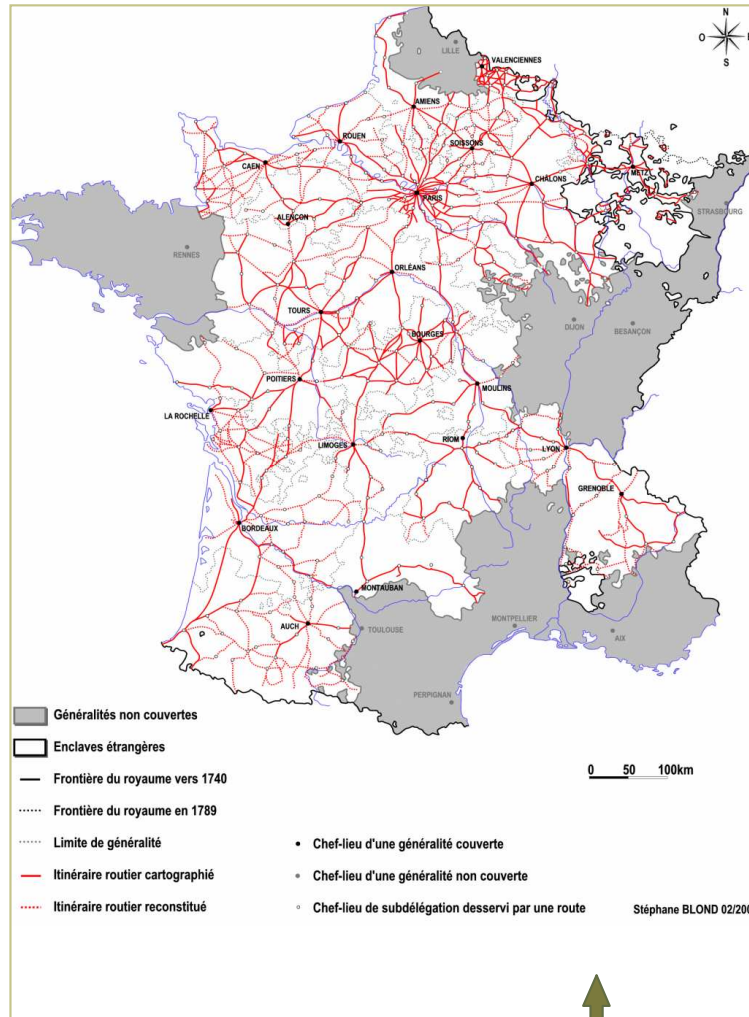 N
LILLE
VALENCIENNES
O
E
S
AMIENS
ROUEN
SOISSONS
CAEN
CHÂLONS
METZ
PARIS
STRASBOURG
ALENÇON
RENNES
ORLÉANS
TOURS
DIJON
BESANÇON
BOURGES
POITIERS
MOULINS
LA ROCHELLE
LIMOGES
RIOM
LYON
GRENOBLE
BORDEAUX
MONTAUBAN
AUCH
TOULOUSE
MONTPELLIER
AIX
PERPIGNAN
Généralités non couvertes
Enclaves étrangères
0 50 100km
Frontière du royaume vers 1740
Frontière du royaume en 1789
Limite de généralité
Chef-lieu d'une généralité couverte
Itinéraire routier cartographié
Chef-lieu d'une généralité non couverte
Itinéraire routier reconstitué
Chef-lieu de subdélégation desservi par une route
Stéphane BLOND 02/200